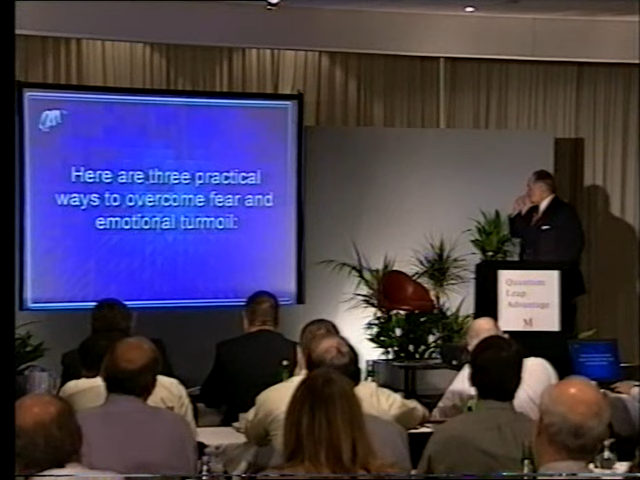 Here are three practical
ways to overcome fear and
emotional turmoil:
Quantum
Leap
Advantage
M